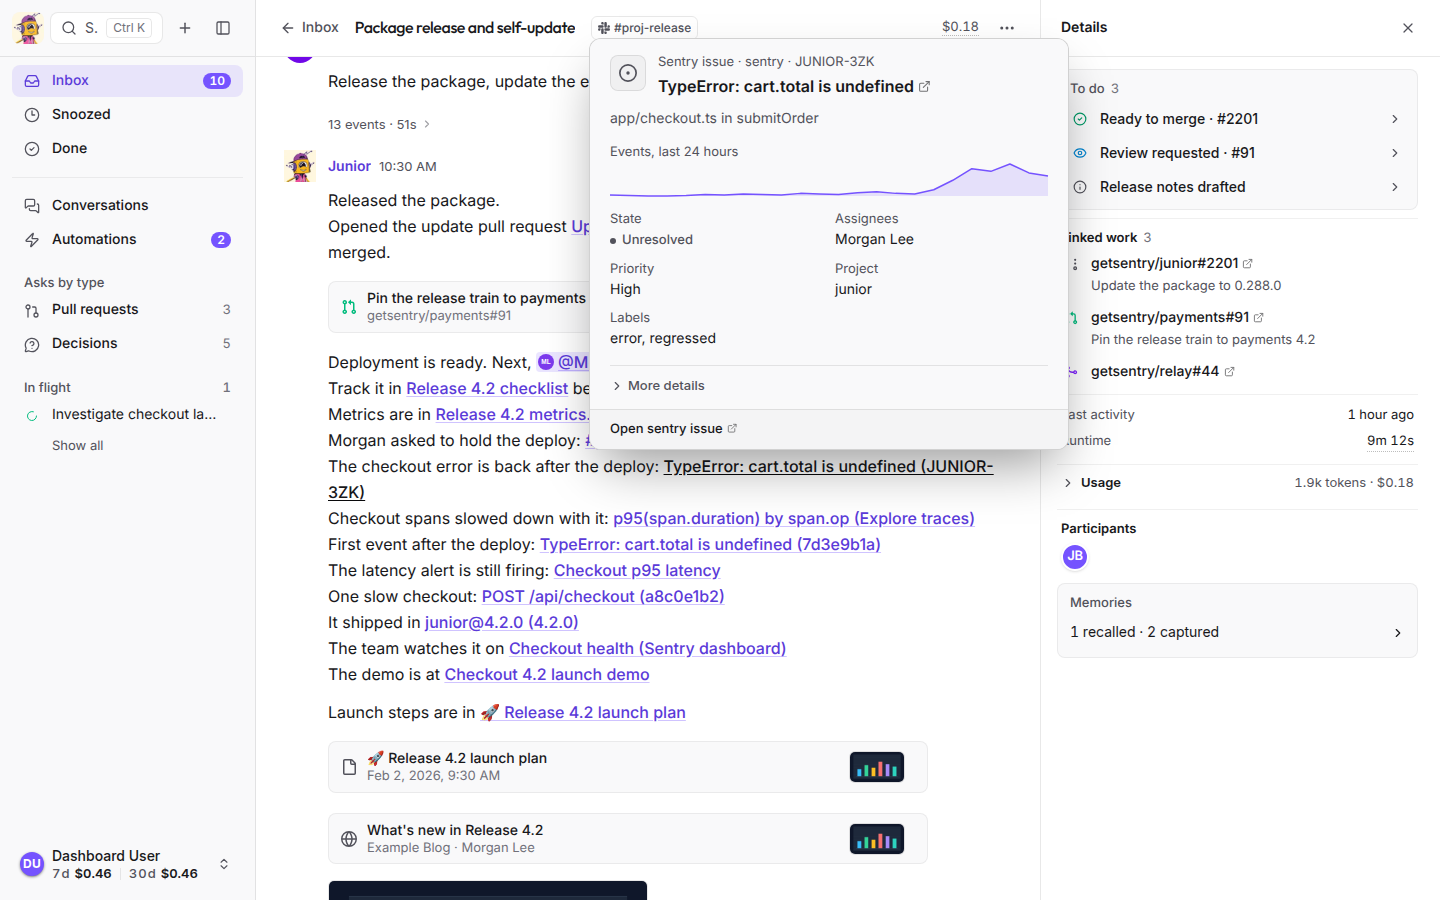 S.
Ctrl K
Inbox
10
Snoozed
Done
Conversations
Automations
2
Asks by type
Pull requests
3
Decisions
5
In flight
1
Investigate checkout la...
Show all
DU
Dashboard User
7d $0.46
30d $0.46
Inbox
Package release and self-update
#proj-release
$0.18
Release the package, update the e
13 events · 51s
Junior
10:30 AM
Released the package.
Opened the update pull request Up
merged.
Pin the release train to payments
getsentry/payments#91
Deployment is ready. Next, ML @M
Track it in Release 4.2 checklist be
Metrics are in Release 4.2 metrics.
Morgan asked to hold the deploy: #
The checkout error is back after the deploy: TypeError: cart.total is undefined (JUNIOR-
3ZK)
Checkout spans slowed down with it: p95(span.duration) by span.op (Explore traces)
First event after the deploy: TypeError: cart.total is undefined (7d3e9b1a)
The latency alert is still firing: Checkout p95 latency
One slow checkout: POST /api/checkout (a8c0e1b2)
It shipped in junior@4.2.0 (4.2.0)
The team watches it on Checkout health (Sentry dashboard)
The demo is at Checkout 4.2 launch demo
Launch steps are in 🚀 Release 4.2 launch plan
🚀 Release 4.2 launch plan
Feb 2, 2026, 9:30 AM
What's new in Release 4.2
Example Blog · Morgan Lee
Sentry issue · sentry · JUNIOR-3ZK
TypeError: cart.total is undefined
app/checkout.ts in submitOrder
Events, last 24 hours
State
Unresolved
Assignees
Morgan Lee
Priority
High
Project
junior
Labels
error, regressed
More details
Open sentry issue
Details
To do 3
Ready to merge · #2201
Review requested · #91
Release notes drafted
inked work 3
getsentry/junior#2201
Update the package to 0.288.0
getsentry/payments#91
Pin the release train to payments 4.2
getsentry/relay#44
ast activity
1 hour ago
untime
9m 12s
Usage
1.9k tokens · $0.18
Participants
JB
Memories
1 recalled · 2 captured